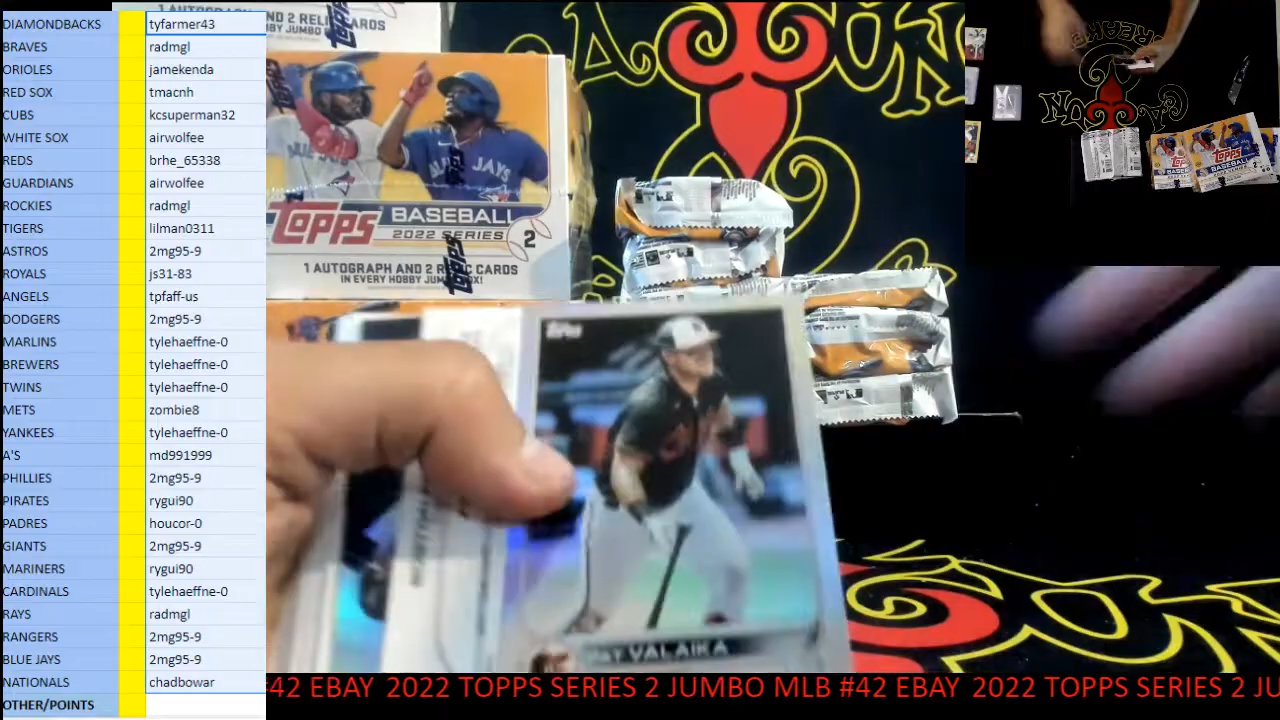 DIAMONDBACKS tyfarmer43
BRAVES radmgl
ORIOLES jamekenda
RED SOX tmacnh
CUBS kcsuperman32
WHITE SOX airwolfee
REDS brhe_65338
GUARDIANS airwolfee
ROCKIES radmgl
TIGERS lilman0311
ASTROS 2mg95-9
ROYALS js31-83
ANGELS tpfaff-us
DODGERS 2mg95-9
MARLINS tylehaeffne-0
BREWERS tylehaeffne-0
TWINS tylehaeffne-0
METS zombie8
YANKEES tylehaeffne-0
A'S md991999
PHILLIES 2mg95-9
PIRATES rygui90
PADRES houcor-0
GIANTS 2mg95-9
MARINERS rygui90
CARDINALS tylehaeffne-0
RAYS radmgl
RANGERS 2mg95-9
BLUE JAYS 2mg95-9
NATIONALS chadbowar
OTHER/POINTS
TOPPS BASEBALL
2022 SERIES 2
1 AUTOGRAPH AND 2 RELIC CARDS
IN EVERY HOBBY JUMBO BOX!
VALAIKA
#42 EBAY 2022 TOPPS SERIES 2 JUMBO MLB #42 EBAY 2022 TOPPS SERIES 2 JU